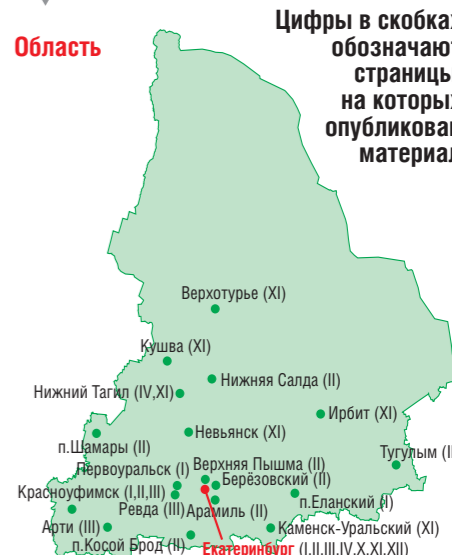 Область
Цифры в скобках
обозначают
страницы
на которых
опубликован
материал
Верхотурье (XI)
Кушва (XI)
Нижняя Салда (II)
Нижний Тагил (IV,XI)
Ирбит (XI)
Невьянск (XI)
п.Шамары (II)
Тугулым
Первоуральск (I)
Верхняя Пышма (II)
Берёзовский (II)
Красноуфимск (I,II,III)
п.Еланский (I)
Ревда (III)
Арамиль (II)
Арти (III)
Каменск-Уральский (XI)
п.Косой Брод (II)
Екатеринбург (I,II,III,IV,X,XI,XII)